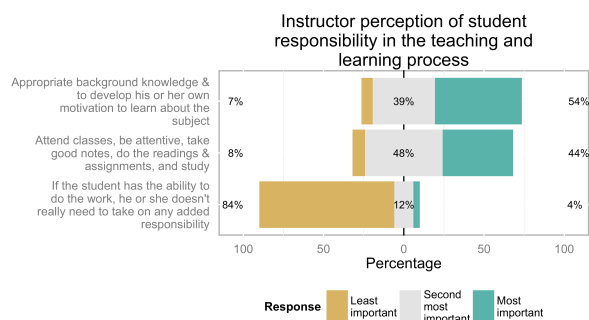 Instructor perception of student
responsibility in the teaching and
learning process
Appropriate background knowledge &
to develop his or her own
motivation to learn about the
subject
7%
39%
54%
Attend classes, be attentive, take
good notes, do the readings &
assignments, and study
8%
48%
44%
If the student has the ability to
do the work, he or she doesn't
really need to take on any added
responsibility
84%
12%
4%
100 50 0 50 100
Percentage
Response
Least
important
Second
most
important
Most
important